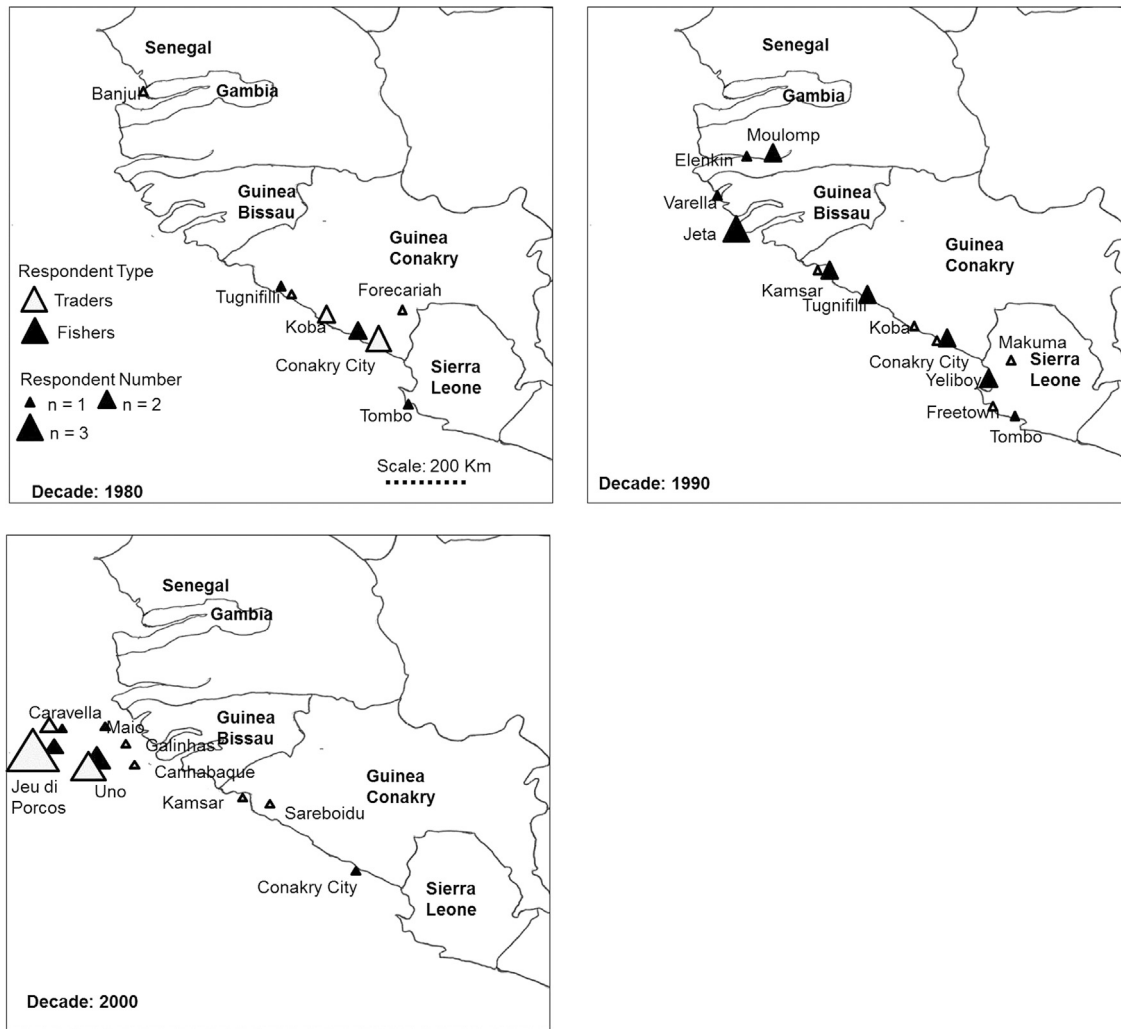 Senegal
Banjul
Gambia
Guinea
Bissau
Guinea
Conakry
Respondent Type
Traders
Fishers
Tugnifilli
Forecariah
Koba
Conakry City
Sierra
Leone
Respondent Number
n = 1
n = 2
n = 3
Tombo
Scale: 200 Km
Decade: 1980
Senegal
Gambia
Moulomp
Elenkin
Varella
Guinea
Bissau
Jeta
Guinea
Conakry
Kamsar
Tugnifilli
Koba
Conakry City
Makuma
Sierra
Leone
Yeliboy
Freetown
Tombo
Decade: 1990
Senegal
Gambia
Caravella
Maio
Guinea
Bissau
Galinhas
Canhabaque
Jeu di
Porcos
Uno
Kamsar
Guinea
Conakry
Sareboidu
Conakry City
Sierra
Leone
Decade: 2000